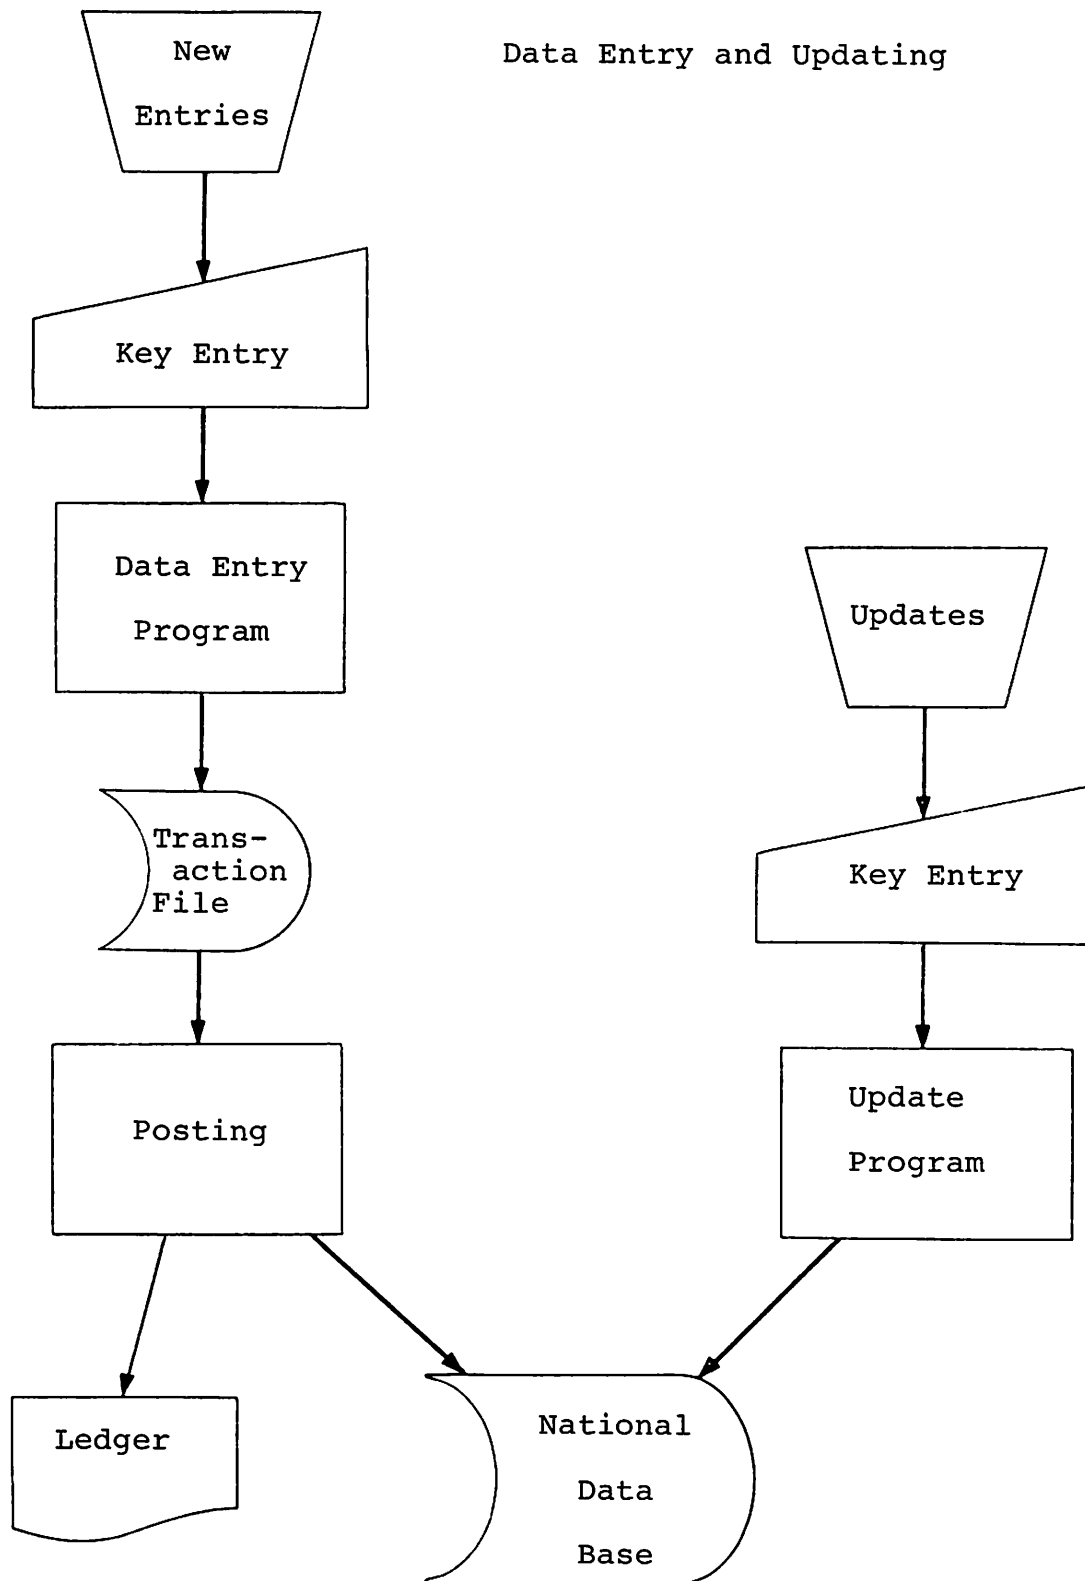 New
Entries
Data Entry and Updating
Key Entry
Data Entry
Program
Trans-
action
File
Posting
Ledger
Updates
Key Entry
Update
Program
National
Data
Base